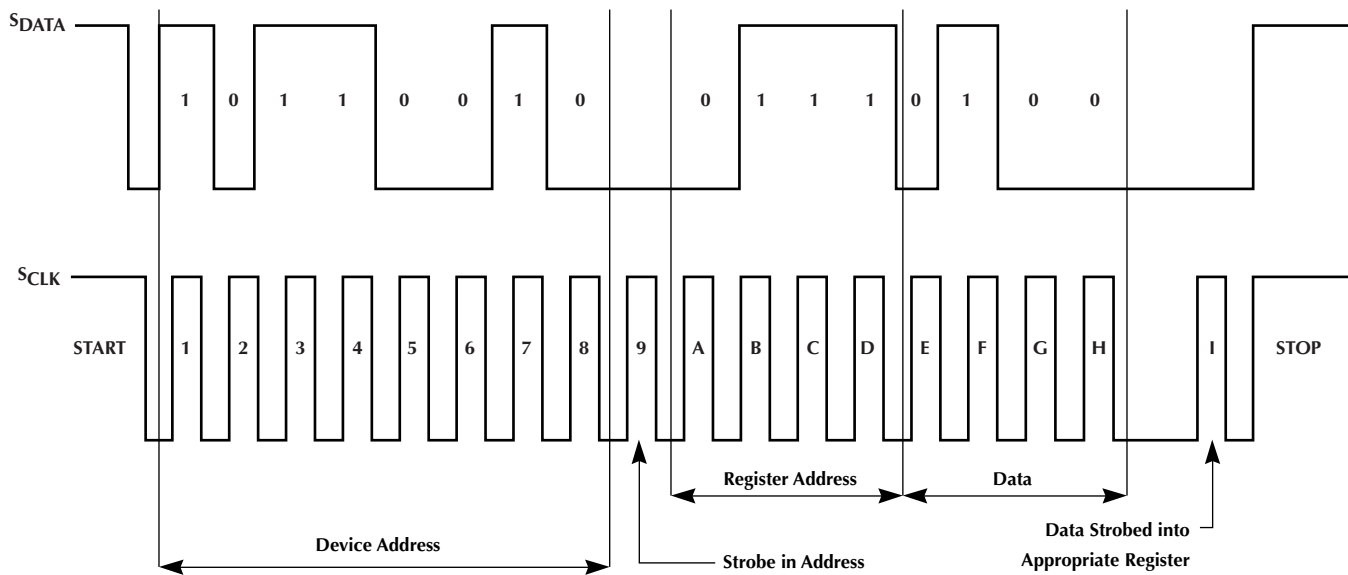 SDATA
1 0 1 1 0 0 1 0 0 1 1 1 0 1 0 0
SCLK
START 1 2 3 4 5 6 7 8 9 A B C D E F G H I STOP
Register Address Data
Device Address
Strobe in Address
Data Strobed into
Appropriate Register